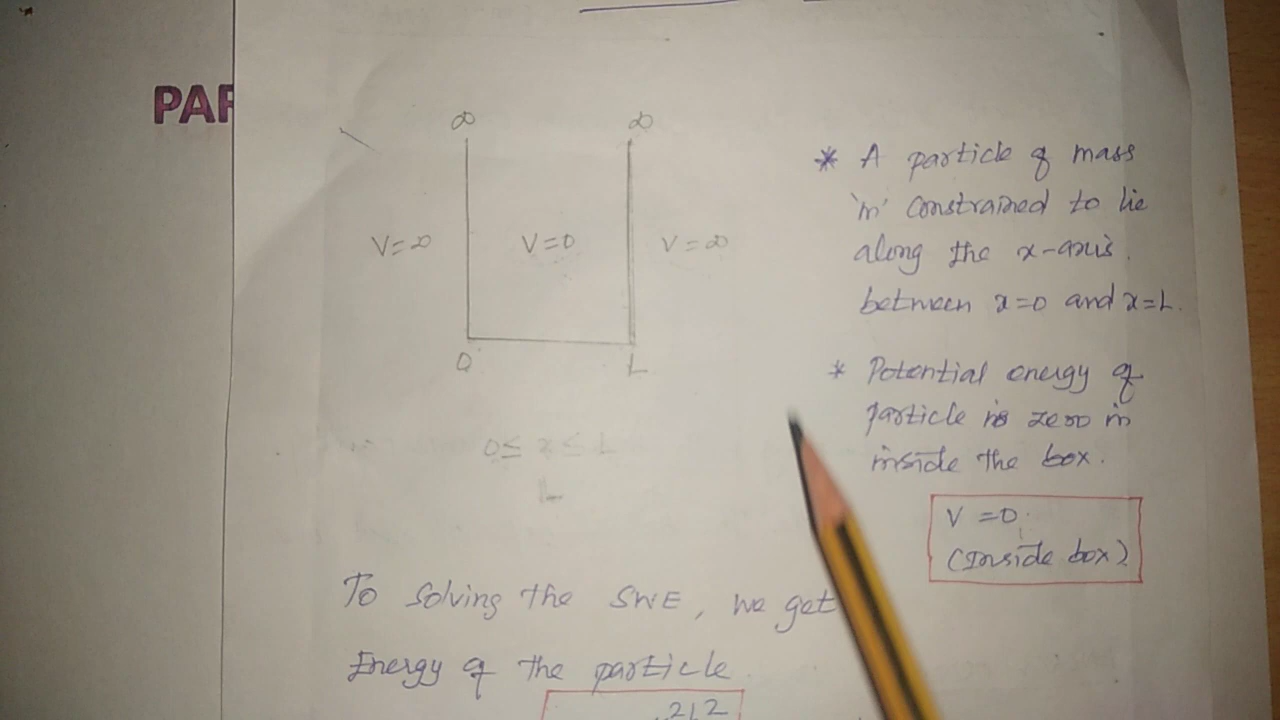 PAR
∞ ∞
V=∞ V=0 V=∞
0 L
0≤ x ≤ L
L
* A particle of mass
'm' constrained to lie
along the x-axis.
between x=0 and x=L.
* Potential energy of
particle is zero in
inside the box.
V=0.
(Inside box)
To Solving the SWE, we get
Energy of the particle.